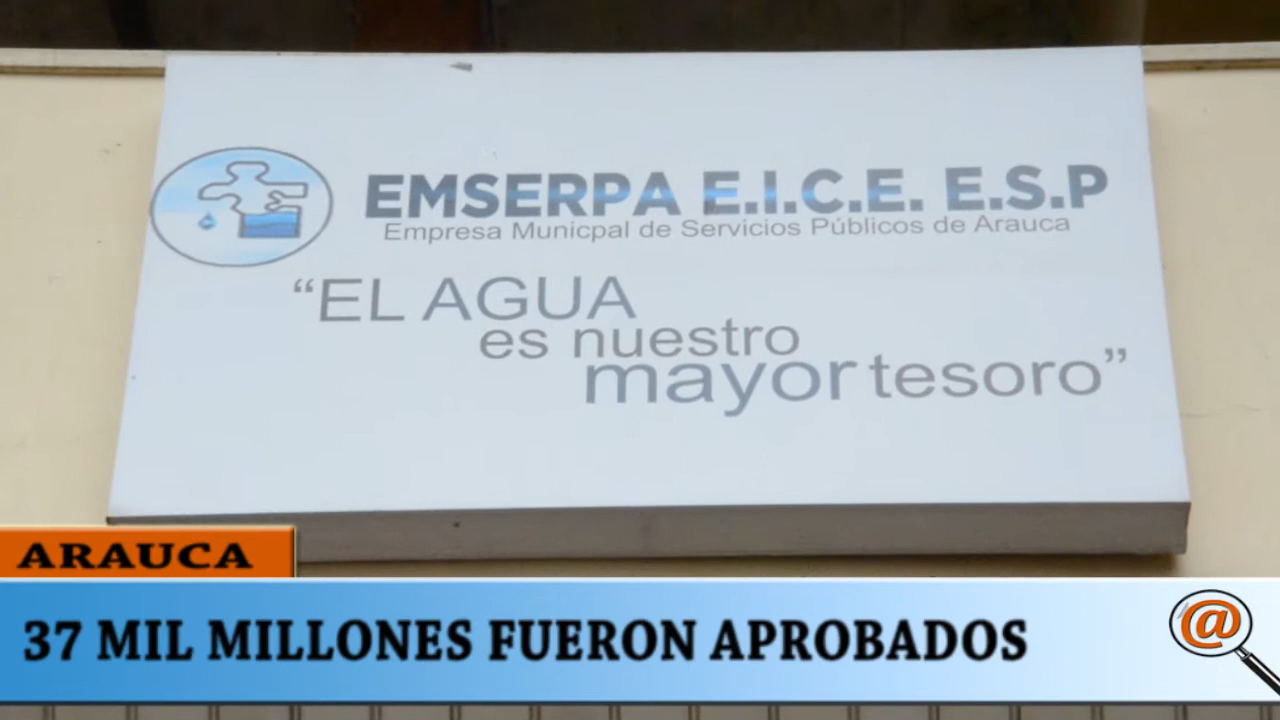 EMSERPA E.I.C.E. E.S.P
Empresa Municpal de Servicios Públicos de Arauca
“EL AGUA
es nuestro
mayor tesoro”
ARAUCA
37 MIL MILLONES FUERON APROBADOS
@